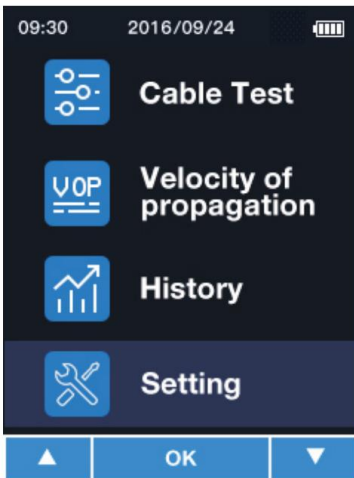 09:30 2016/09/24
Cable Test
VOP
Velocity of
propagation
History
Setting
▲ OK ▼